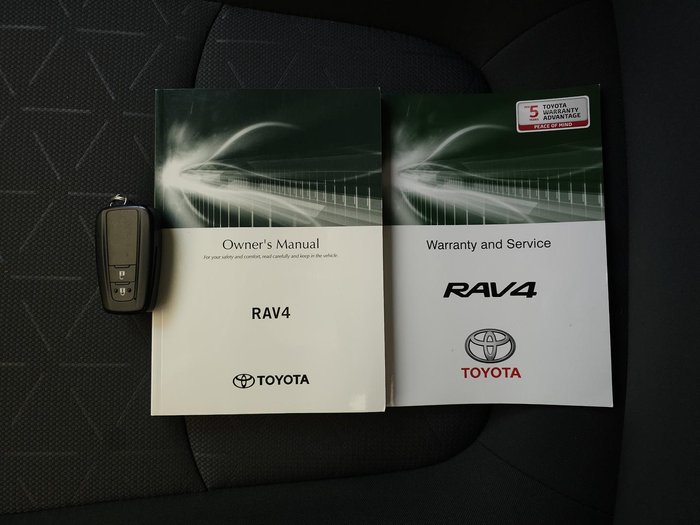 Owner's Manual
For your safety and comfort, read carefully and keep in the vehicle.
RAV4
TOYOTA
5
TOYOTA
WARRANTY
ADVANTAGE
PEACE OF MIND
Warranty and Service
RAV4
TOYOTA